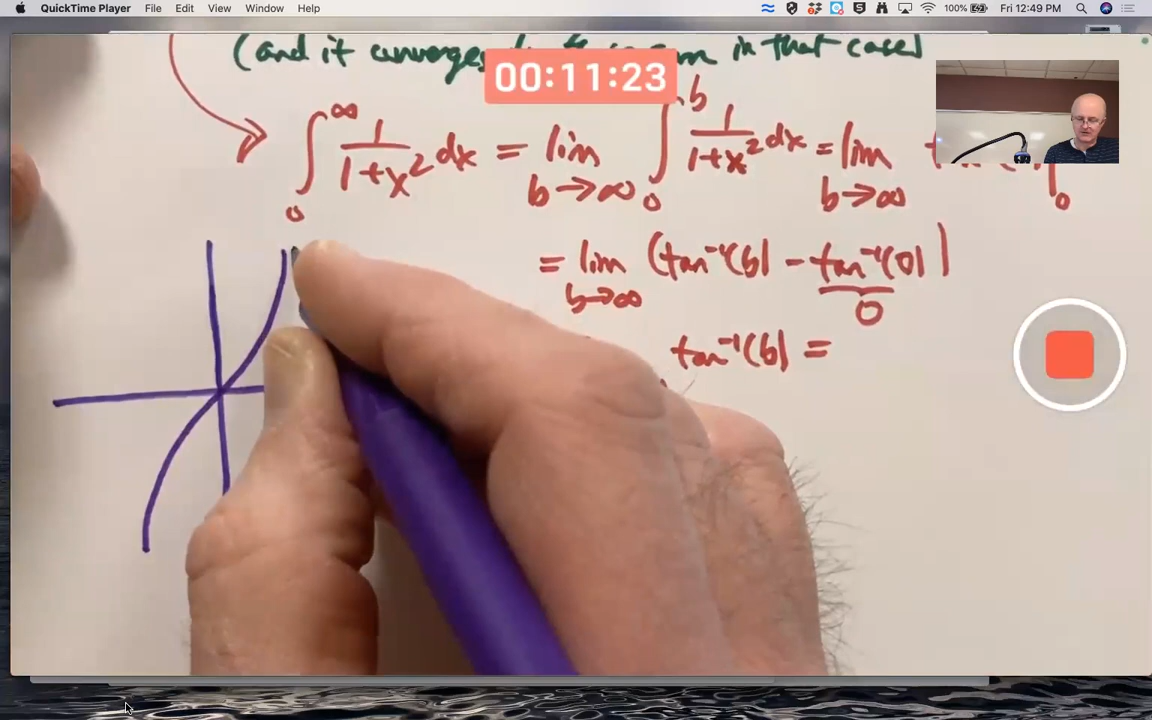 QuickTime Player File Edit View Window Help 100% Fri 12:49 PM
(and it converges in that case)
00:11:23
∫₀^∞ 1/(1+x²) dx = lim b→∞ ∫₀^b 1/(1+x²) dx = lim b→∞ |₀
= lim b→∞ (tan⁻¹(b) - tan⁻¹(0))
0
tan⁻¹(b) =